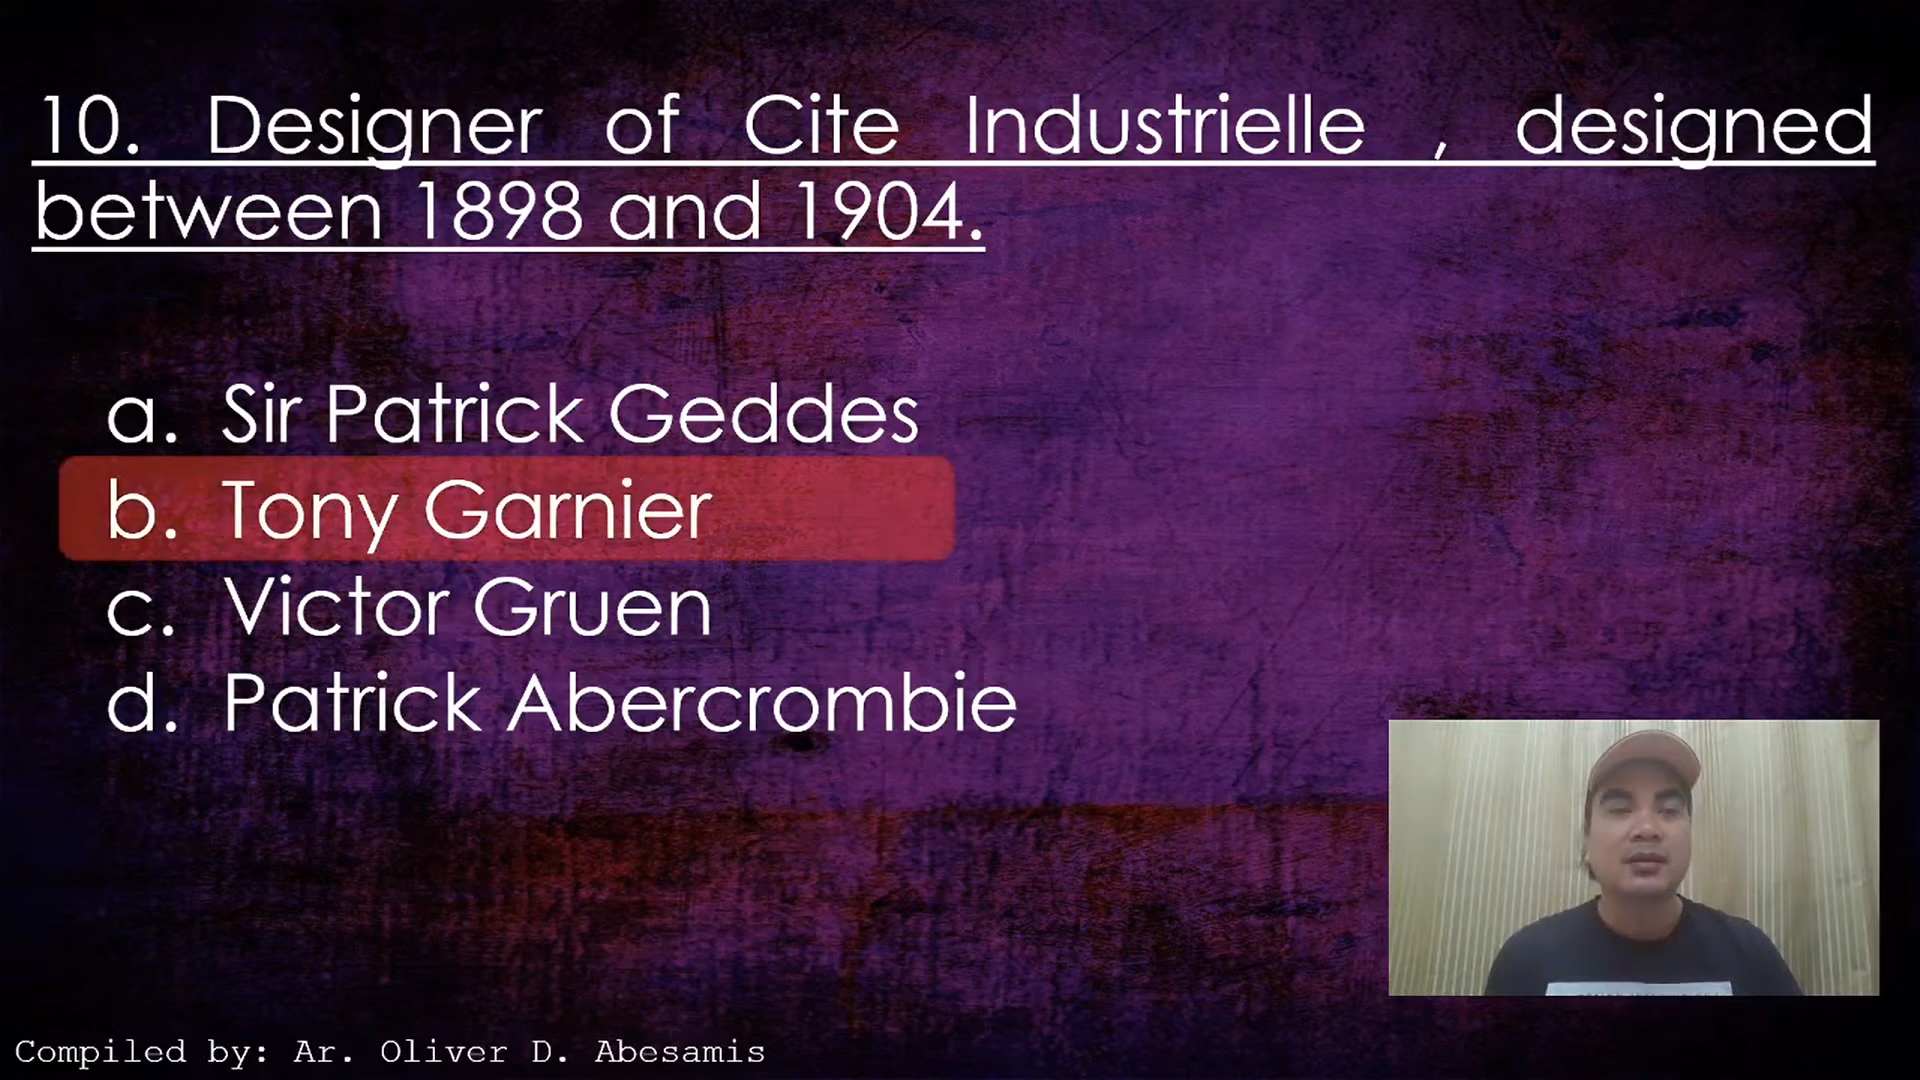 10. Designer of Cite Industrielle , designed
between 1898 and 1904.
a. Sir Patrick Geddes
b. Tony Garnier
c. Victor Gruen
d. Patrick Abercrombie
Compiled by: Ar. Oliver D. Abesamis